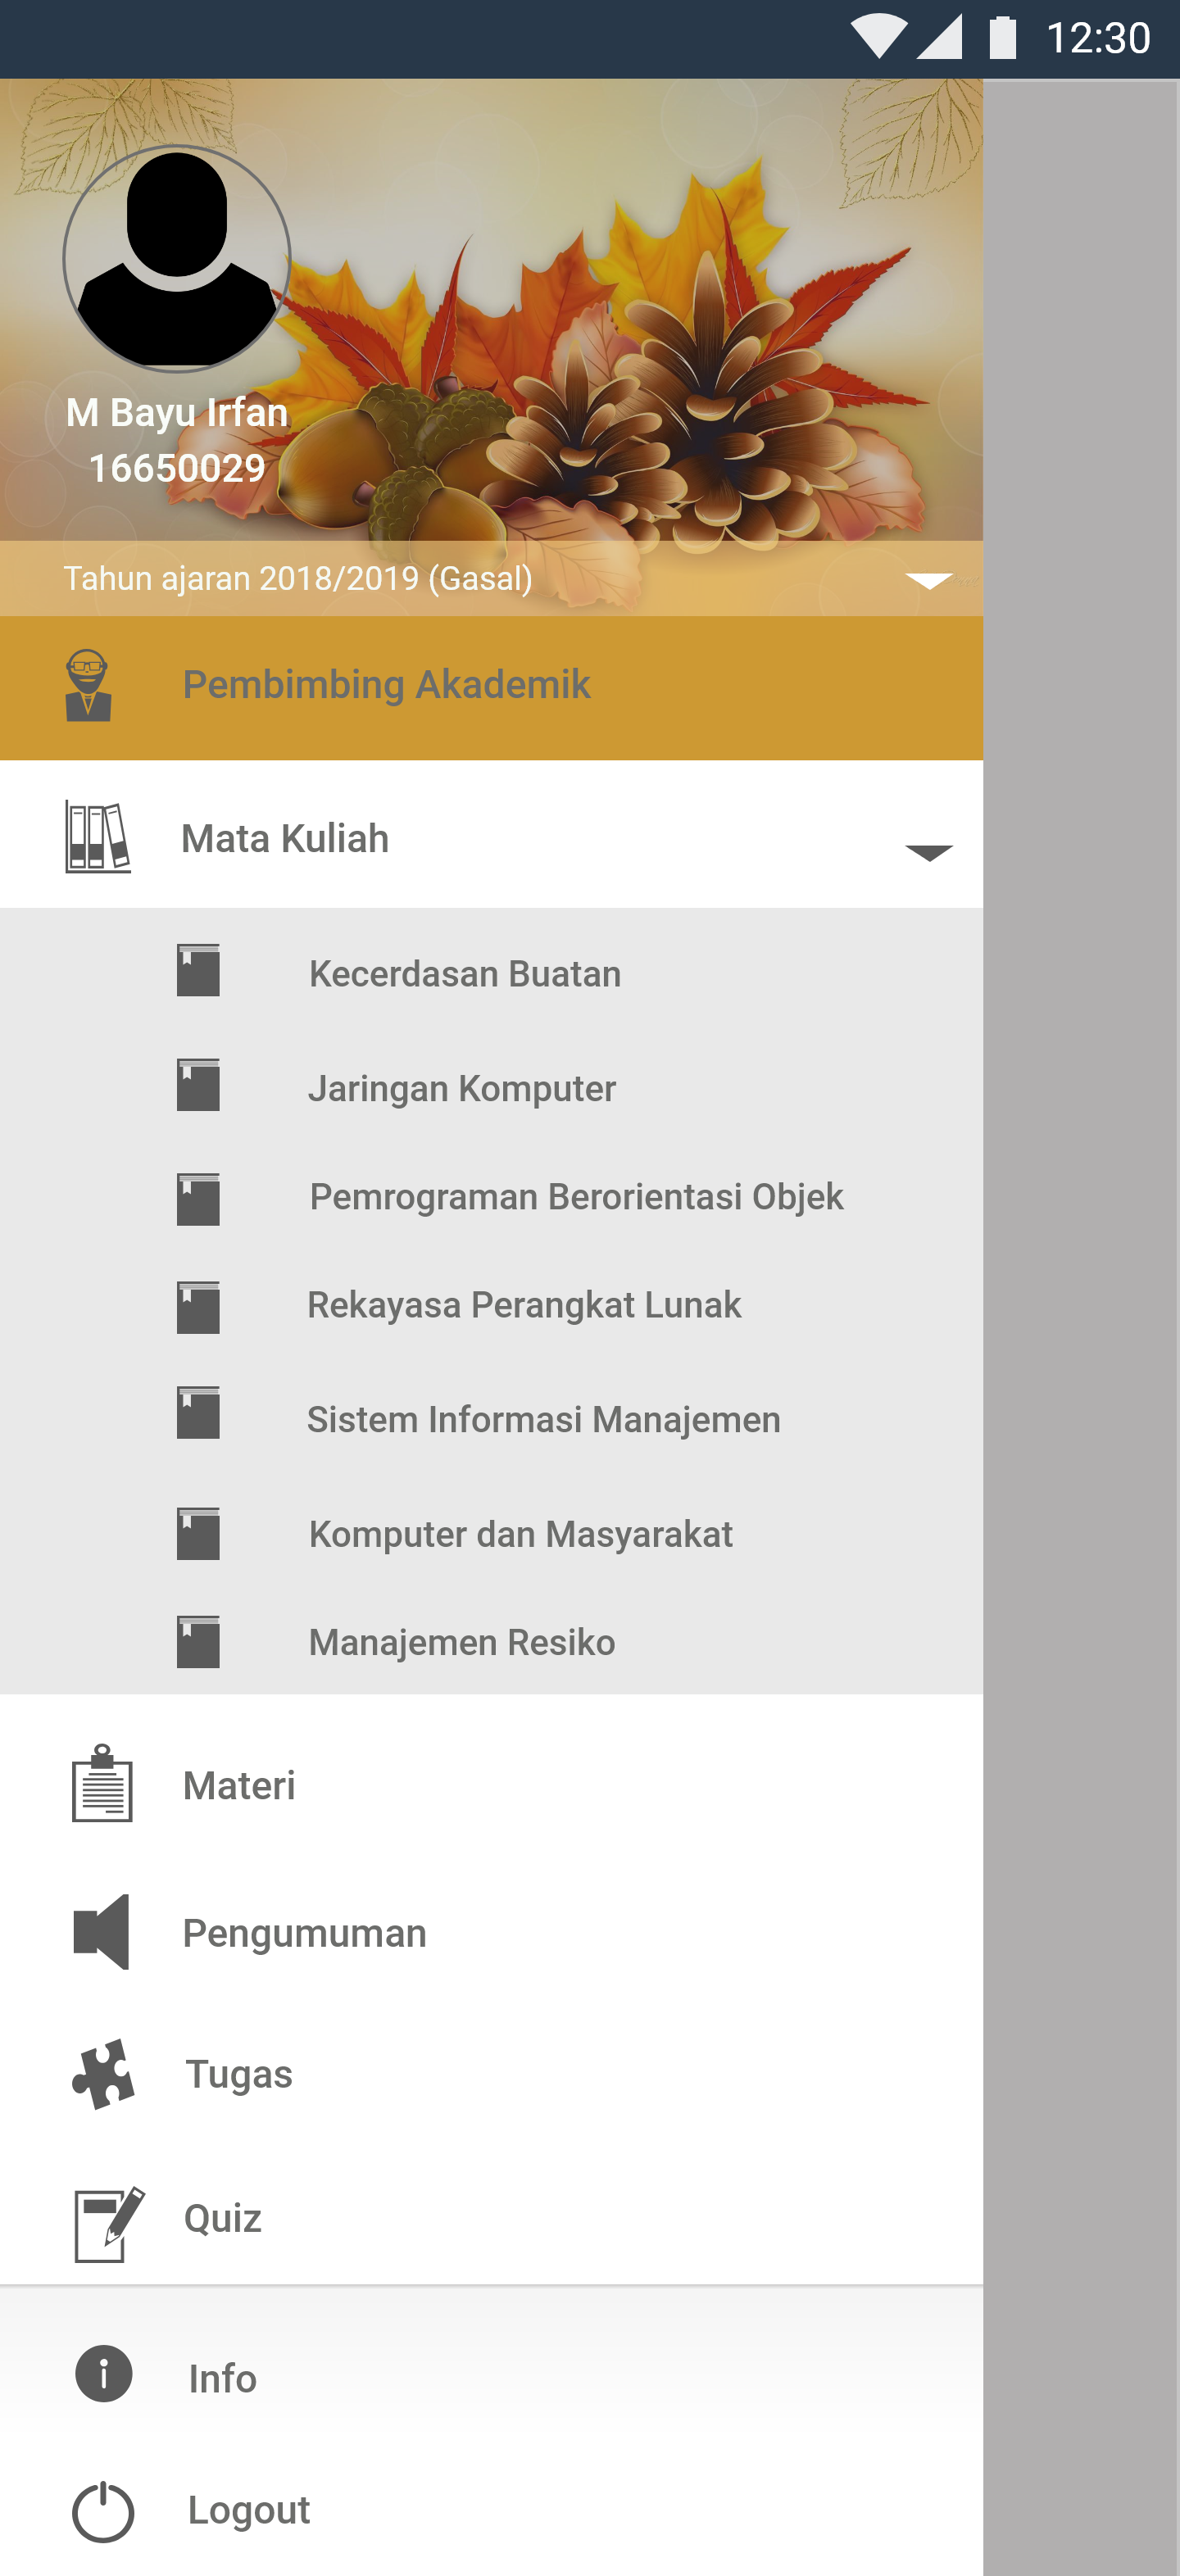 12:30
M Bayu Irfan
16650029
Tahun ajaran 2018/2019 (Gasal)
Pembimbing Akademik
Mata Kuliah
Kecerdasan Buatan
Jaringan Komputer
Pemrograman Berorientasi Objek
Rekayasa Perangkat Lunak
Sistem Informasi Manajemen
Komputer dan Masyarakat
Manajemen Resiko
Materi
Pengumuman
Tugas
Quiz
Info
Logout